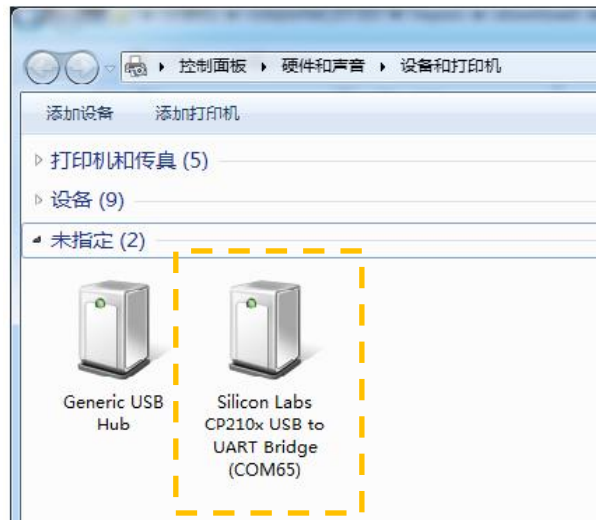 控制面板 ▸ 硬件和声音 ▸ 设备和打印机
添加设备 添加打印机
打印机和传真 (5)
设备 (9)
未指定 (2)
Generic USB
Hub
Silicon Labs
CP210x USB to
UART Bridge
(COM65)